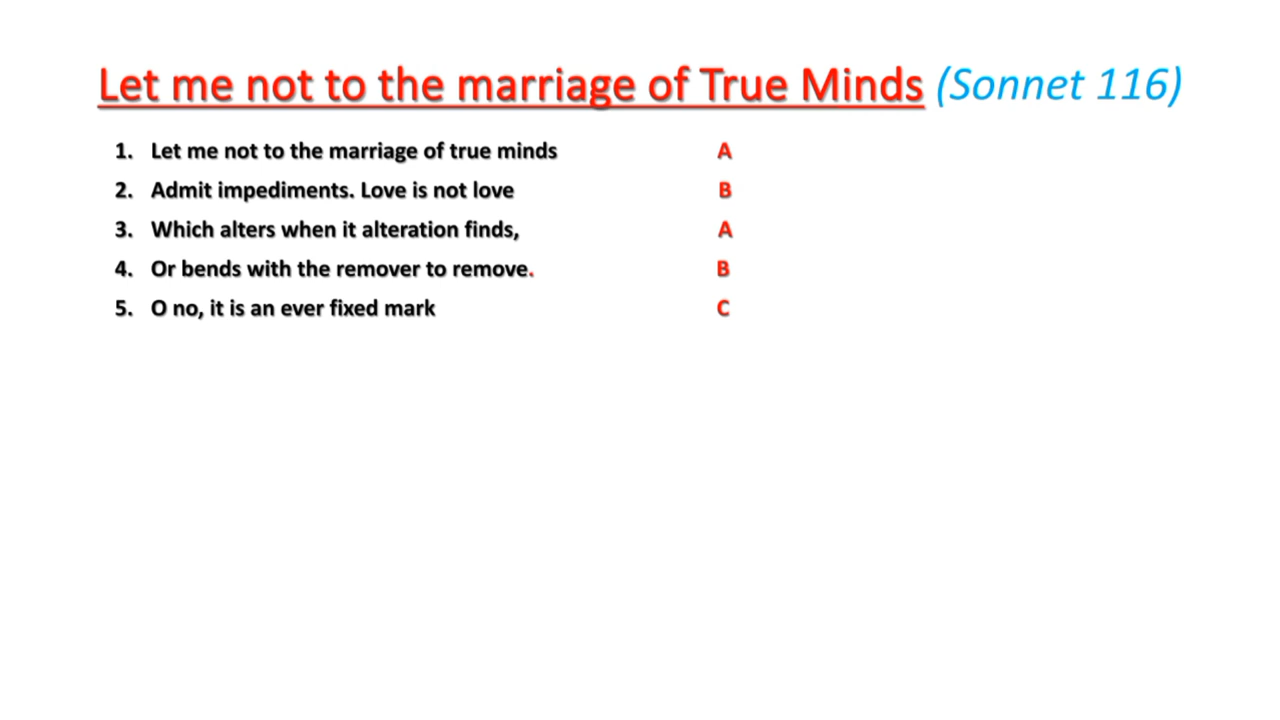 Let me not to the marriage of True Minds (Sonnet 116)
1. Let me not to the marriage of true minds A
2. Admit impediments. Love is not love B
3. Which alters when it alteration finds, A
4. Or bends with the remover to remove. B
5. O no, it is an ever fixed mark C